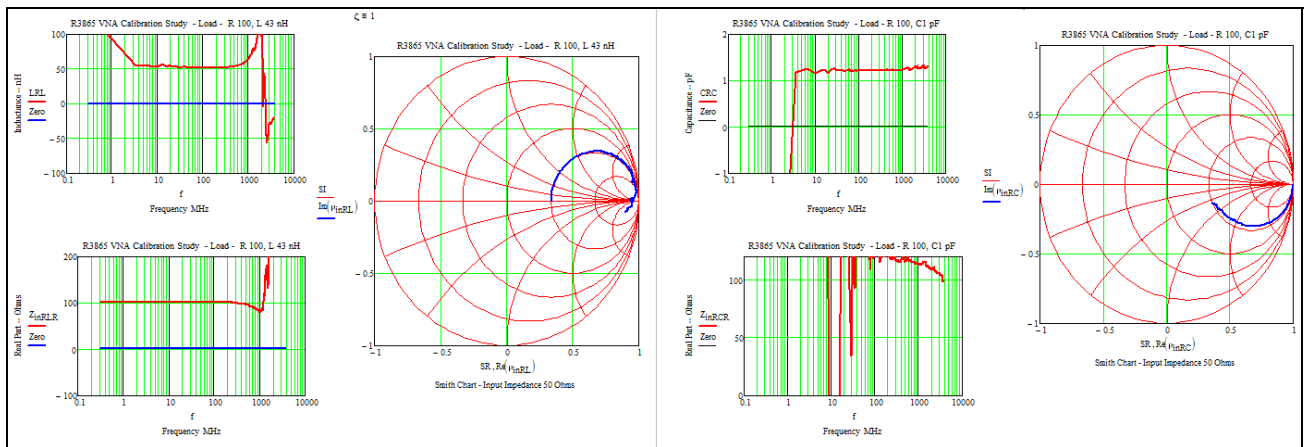 R3865 VNA Calibration Study - Load - R 100, L 43 nH
100
50
0
− 50
− 100
Inductance -- nH
LRL
Zero
0.1
1
10
100
1000
10000
f
Frequency MHz
R3865 VNA Calibration Study - Load - R 100, L 43 nH
200
100
0
− 100
Real Part -- Ohms
ZinRLR
Zero
0.1
1
10
100
1000
10000
f
Frequency MHz
ζ ≡ 1
R3865 VNA Calibration Study - Load - R 100, L 43 nH
1
0.5
0
− 0.5
− 1
SI
Im(ρinRL)
− 1
0
0.5
1
SR , Re(ρinRL)
Smith Chart - Input Impedance 50 Ohms
R3865 VNA Calibration Study - Load - R 100, C1 pF
2
1
0
− 1
Capacitance -- pF
CRC
Zero
0.1
1
10
100
1000
10000
f
Frequency MHz
R3865 VNA Calibration Study - Load - R 100, C1 pF
100
50
0
Real Part -- Ohms
ZinRCR
Zero
0.1
1
10
100
1000
10000
f
Frequency MHz
R3865 VNA Calibration Study - Load - R 100, C1 pF
1
0.5
0
− 0.5
− 1
SI
Im(ρinRC)
− 1
0
0.5
1
SR , Re(ρinRC)
Smith Chart - Input Impedance 50 Ohms